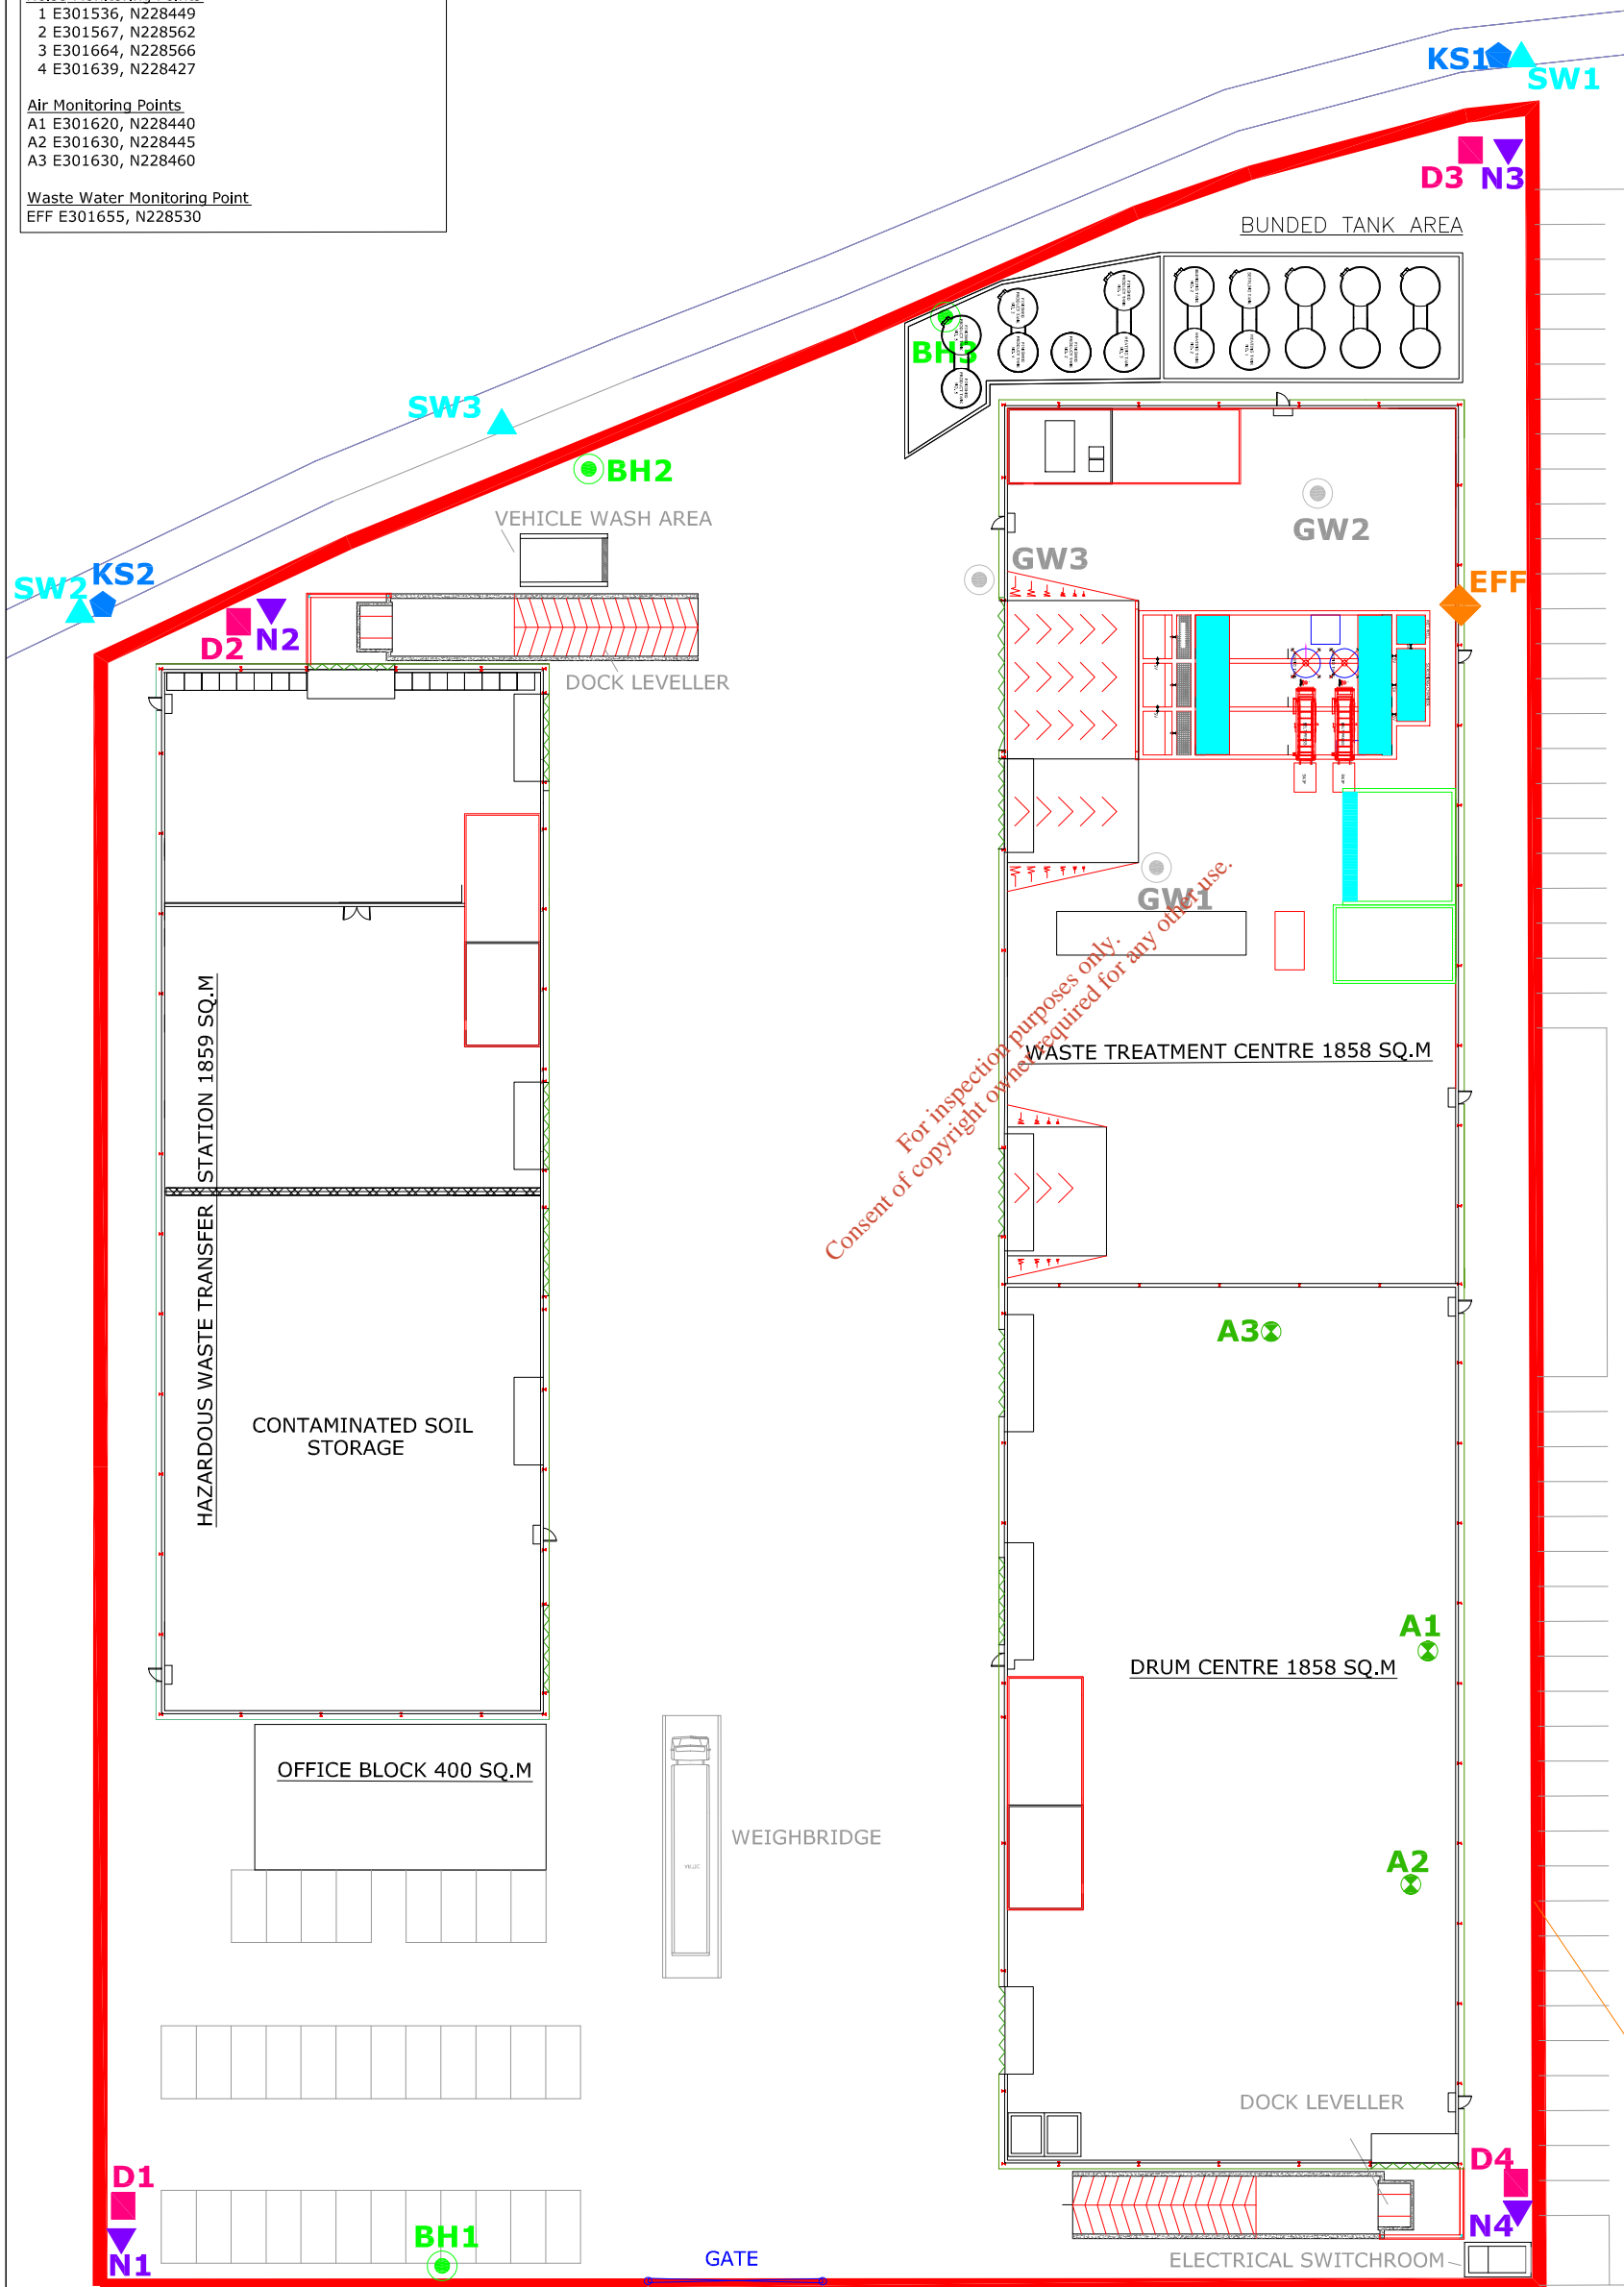 1 E301536, N228449
2 E301567, N228562
3 E301664, N228566
4 E301639, N228427
Air Monitoring Points
A1 E301620, N228440
A2 E301630, N228445
A3 E301630, N228460
Waste Water Monitoring Point
EFF E301655, N228530
KS1
SW1
D3
N3
BUNDED TANK AREA
BH3
SW3
BH2
VEHICLE WASH AREA
GW2
GW3
SW2
KS2
EFF
D2
N2
DOCK LEVELLER
GW1
For inspection purposes only.
Consent of copyright owner required for any other use.
WASTE TREATMENT CENTRE 1858 SQ.M
HAZARDOUS WASTE TRANSFER STATION 1859 SQ.M
A3
CONTAMINATED SOIL
STORAGE
A1
DRUM CENTRE 1858 SQ.M
OFFICE BLOCK 400 SQ.M
WEIGHBRIDGE
A2
DOCK LEVELLER
D1
D4
N4
BH1
N1
GATE
ELECTRICAL SWITCHROOM